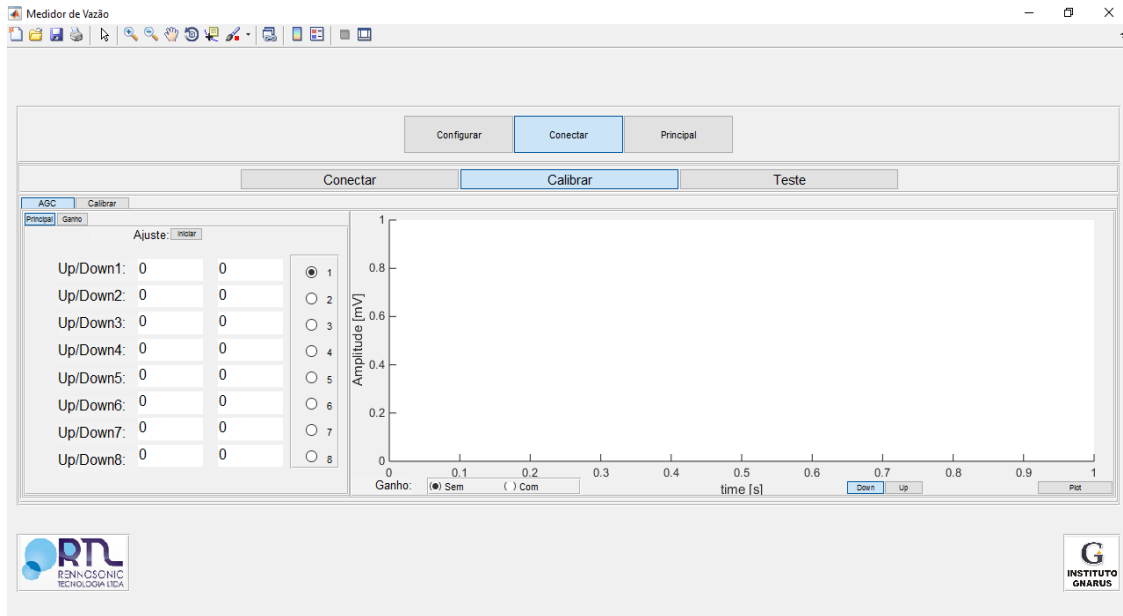 Medidor de Vazão
Configurar Conectar Principal
Conectar Calibrar Teste
AGC Calibrar
Principal Ganho
Ajuste: Iniciar
Up/Down1: 0 0 1
Up/Down2: 0 0 2
Up/Down3: 0 0 3
Up/Down4: 0 0 4
Up/Down5: 0 0 5
Up/Down6: 0 0 6
Up/Down7: 0 0 7
Up/Down8: 0 0 8
Amplitude [mV]
1
0.8
0.6
0.4
0.2
0
0 0.1 0.2 0.3 0.4 0.5 0.6 0.7 0.8 0.9 1
time [s]
Ganho: Sem Com
Down Up Plot
RTL
RENNOSONIC
TECNOLOGIA LTDA
G
INSTITUTO
GNARUS